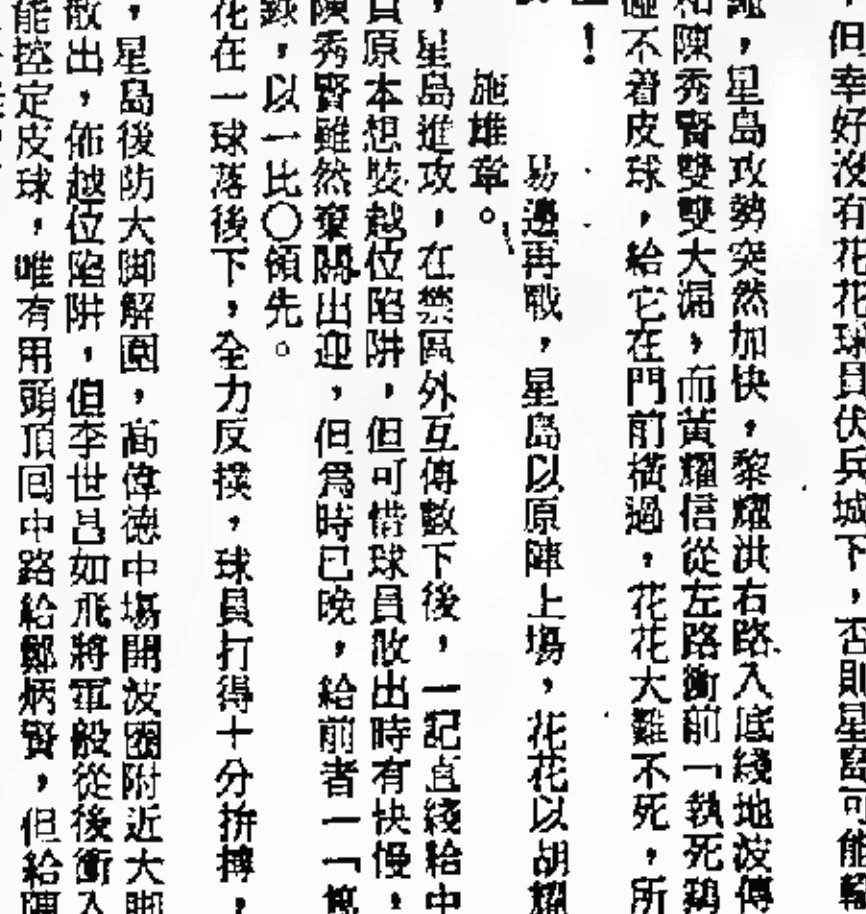 ，但幸好沒有花花球員伏兵城下，否則星島可能輸
，星島攻勢突然加快，黎耀洪右路入底綫地波傳
和陳秀賢雙雙大漏，而黃耀信從左路衝前「執死鷄
碰不着皮球，給它在門前橫過，花花大難不死，所
！
易邊再戰，星島以原陣上場，花花以胡耀
施雄章。
，星島進攻，在禁區外互傳數下後，一記直綫給中
員原本想裝越位陷阱，但可惜球員散出時有快慢，
陳秀賢雖然棄關出迎，但爲時已晚，給前者一「
，以一比〇領先。
花在一球落後下，全力反撲，球員打得十分拚搏，
，星島後防大脚解圍，高偉德中場開波圈附近大脚
散出，佈越位陷阱，但李世昌如飛將軍般從後衝入
能控定皮球，唯有用頭頂回中路給鄭炳賢，但給陳